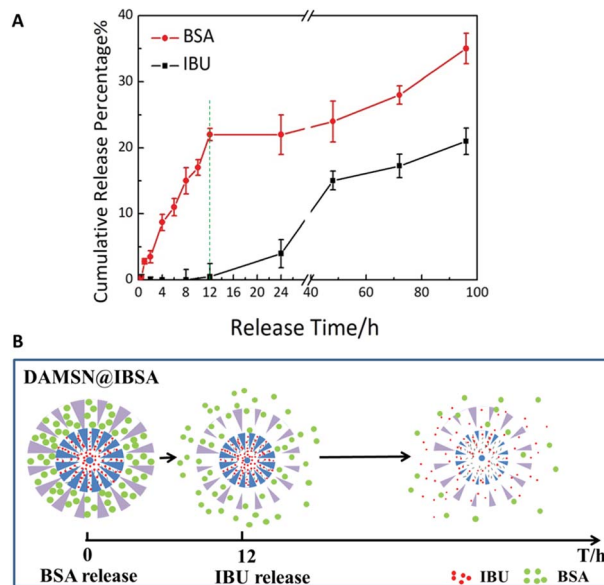 A
BSA
IBU
Cumulative Release Percentage%
40
30
20
10
0
0 4 8 12 16 20 24 40 60 80 100
Release Time/h
B
DAMSN@IBSA
0 12 T/h
BSA release IBU release IBU BSA